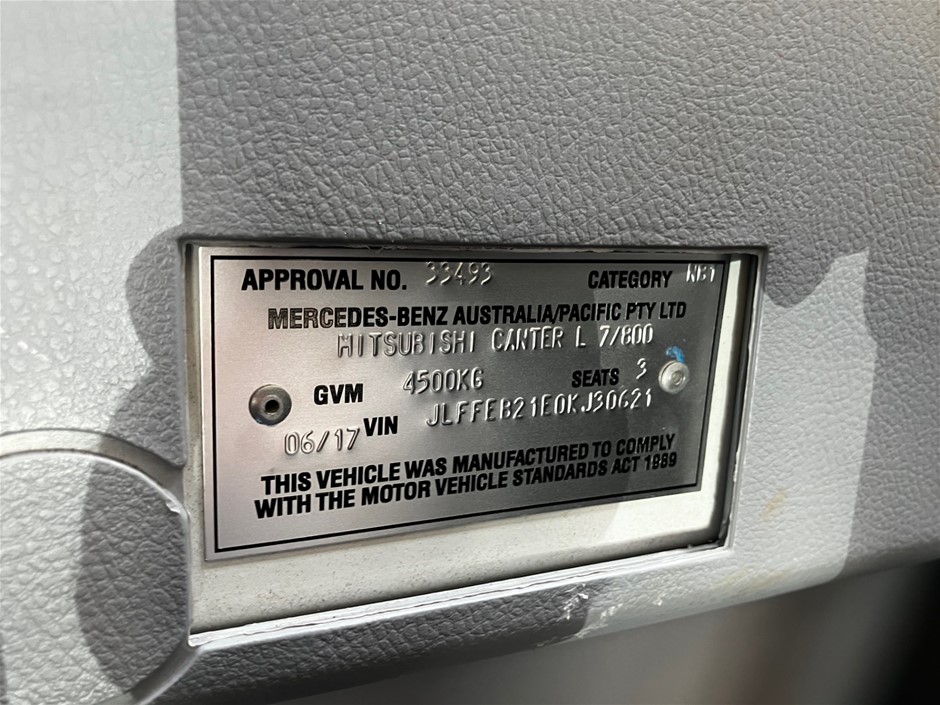 APPROVAL NO. 33493 CATEGORY NB1
MERCEDES-BENZ AUSTRALIA/PACIFIC PTY LTD
MITSUBISHI CANTER L 7/800
GVM 4500KG SEATS 3
06/17 VIN JLFFEB21E0KJ30621
THIS VEHICLE WAS MANUFACTURED TO COMPLY
WITH THE MOTOR VEHICLE STANDARDS ACT 1989